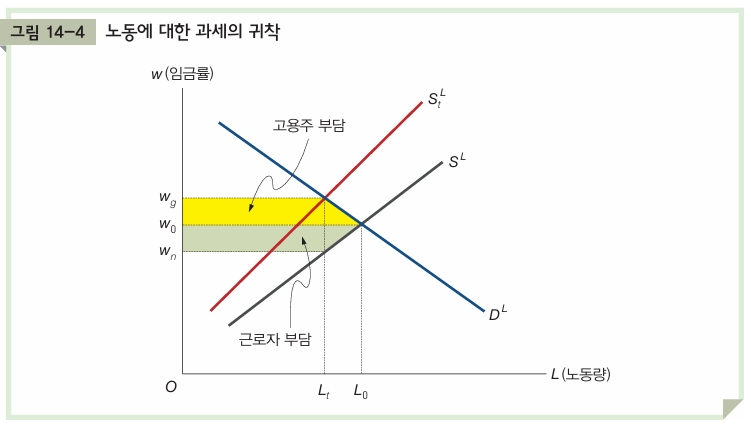 그림 14-4 노동에 대한 과세의 귀착
w (임금률)
S_t^L
고용주 부담
S^L
w_g
w_0
w_n
D^L
근로자 부담
O
L_t
L_0
L (노동량)